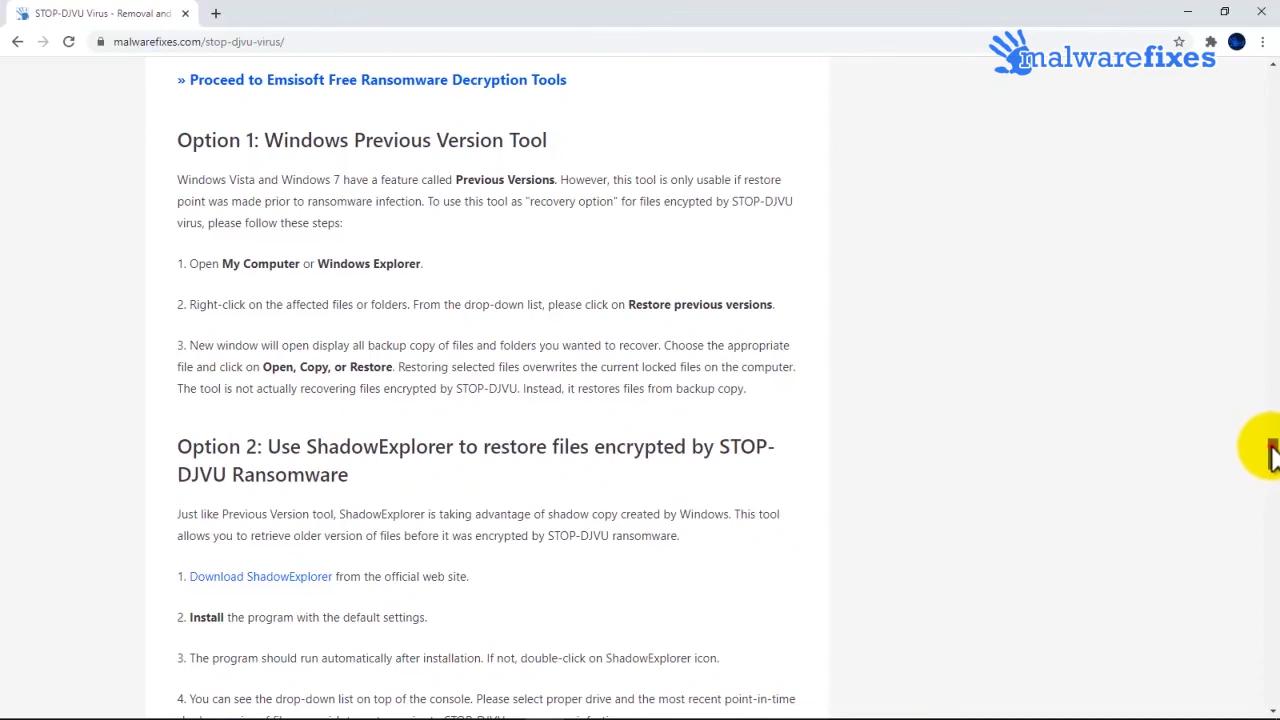 STOP-DJVU Virus - Removal and
malwarefixes.com/stop-djvu-virus/
malwarefixes
» Proceed to Emsisoft Free Ransomware Decryption Tools
Option 1: Windows Previous Version Tool
Windows Vista and Windows 7 have a feature called Previous Versions. However, this tool is only usable if restore
point was made prior to ransomware infection. To use this tool as "recovery option" for files encypted by STOP-DJVU
virus, please follow these steps:
1. Open My Computer or Windows Explorer.
2. Right-click on the affected files or folders. From the drop-down list, please click on Restore previous versions.
3. New window will open display all backup copy of files and folders you wanted to recover. Choose the appropriate
file and click on Open, Copy, or Restore. Restoring selected files overwrites the current locked files on the computer.
The tool is not actually recovering files encrypted by STOP-DJVU. Instead, it restores files from backup copy.
Option 2: Use ShadowExplorer to restore files encrypted by STOP-
DJVU Ransomware
Just like Previous Version tool, ShadowExplorer is taking advantage of shadow copy created by Windows. This tool
allows you to retrieve older version of files before it was encrypted by STOP-DJVU ransomware.
1. Download ShadowExplorer from the official web site.
2. Install the program with the default settings.
3. The program should run automatically after installation. If not, double-click on ShadowExplorer icon.
4. You can see the drop-down list on top of the console. Please select proper drive and the most recent point-in-time